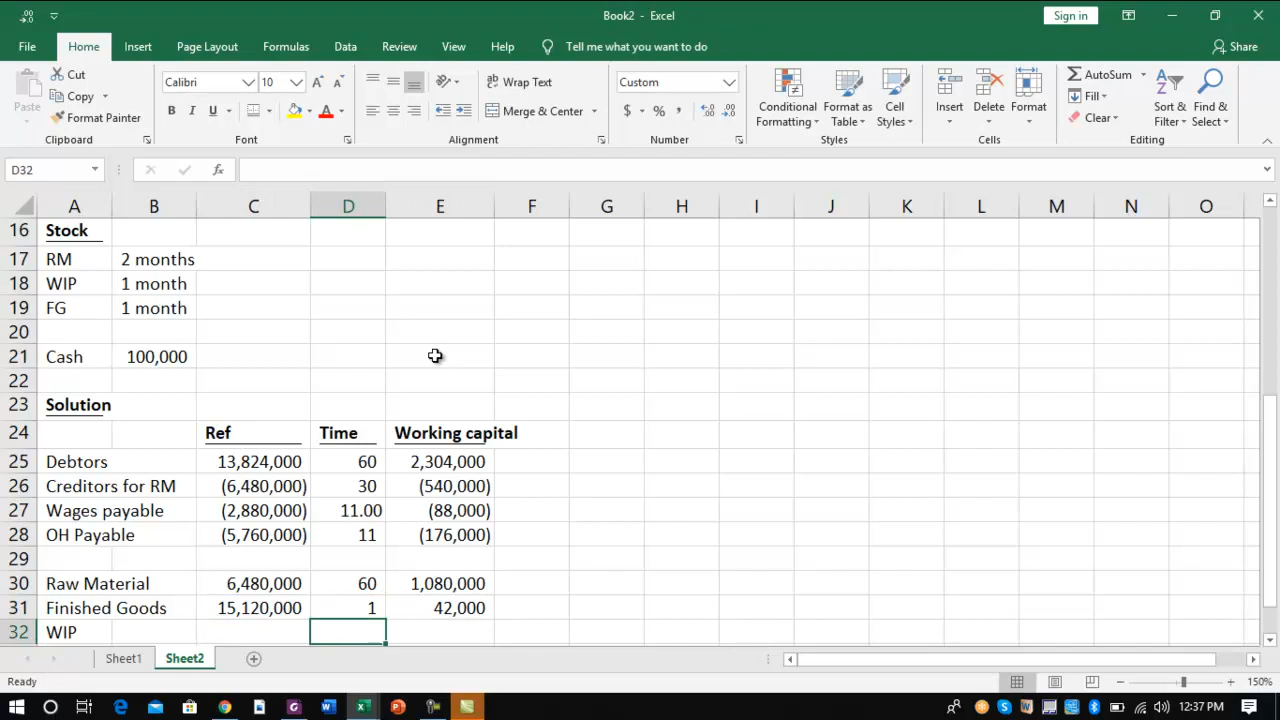 Book2 - Excel
Sign in
File Home Insert Page Layout Formulas Data Review View Help Tell me what you want to do Share
Paste Cut Copy Format Painter Clipboard
Calibri 10 B I U Font
Wrap Text Merge & Center Alignment
Custom $ % , Number
Conditional Formatting Format as Table Cell Styles Styles
Insert Delete Format Cells
AutoSum Fill Clear Sort & Filter Find & Select Editing
D32 fx
A B C D E F G H I J K L M N O
16 Stock
17 RM 2 months
18 WIP 1 month
19 FG 1 month
20
21 Cash 100,000
22
23 Solution
24 Ref Time Working capital
25 Debtors 13,824,000 60 2,304,000
26 Creditors for RM (6,480,000) 30 (540,000)
27 Wages payable (2,880,000) 11.00 (88,000)
28 OH Payable (5,760,000) 11 (176,000)
29
30 Raw Material 6,480,000 60 1,080,000
31 Finished Goods 15,120,000 1 42,000
32 WIP
Sheet1 Sheet2
Ready 150%
12:37 PM